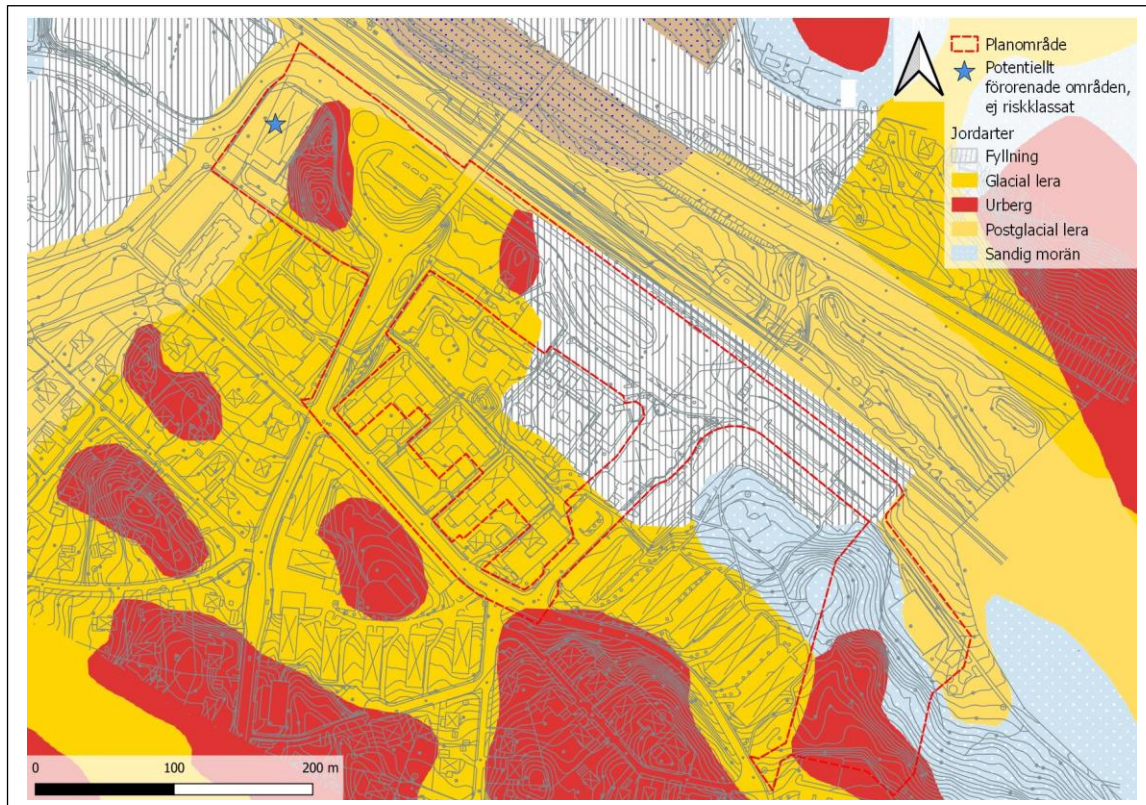 Planområde
Potentiellt
förorenade områden,
ej riskklassat
Jordarter
Fyllning
Glacial lera
Urberg
Postglacial lera
Sandig morän
0 100 200 m